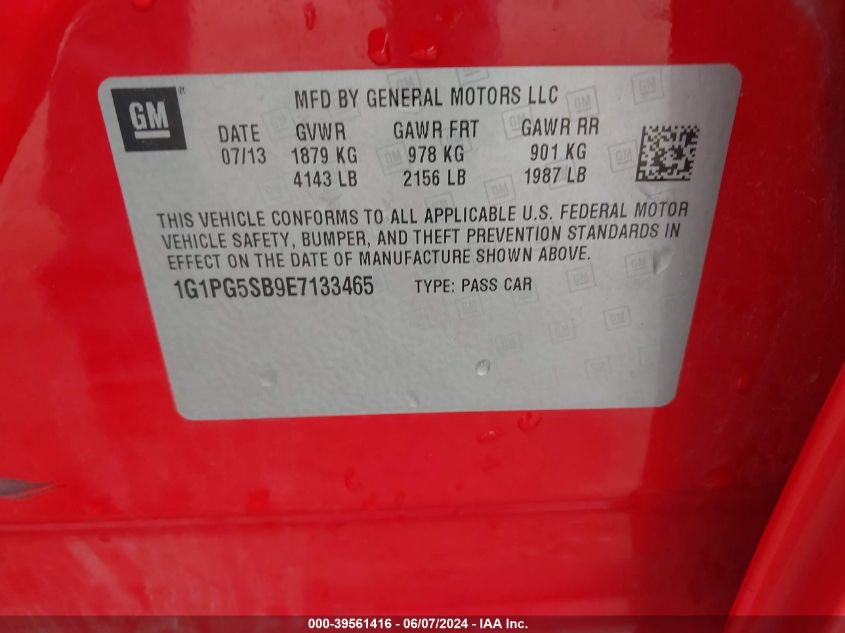 GM
MFD BY GENERAL MOTORS LLC
DATE GVWR GAWR FRT GAWR RR
07/13 1879 KG 978 KG 901 KG
4143 LB 2156 LB 1987 LB
THIS VEHICLE CONFORMS TO ALL APPLICABLE U.S. FEDERAL MOTOR
VEHICLE SAFETY, BUMPER, AND THEFT PREVENTION STANDARDS IN
EFFECT ON THE DATE OF MANUFACTURE SHOWN ABOVE.
1G1PG5SB9E7133465 TYPE: PASS CAR
000-39561416 - 06/07/2024 - IAA Inc.